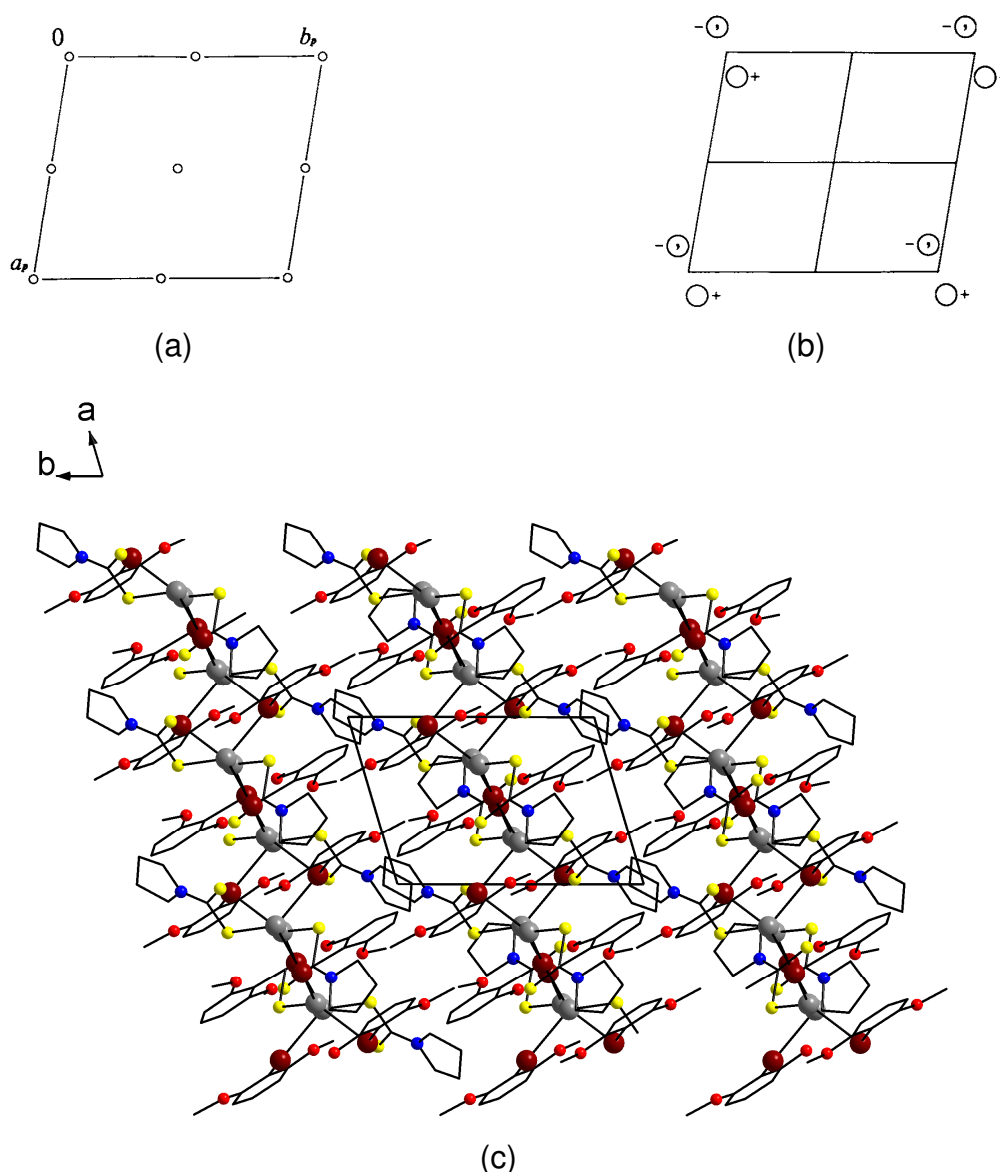 0 b_p
a_p
(a)
- , - ,
+ +
- , - ,
+ +
(b)
a
b
(c)